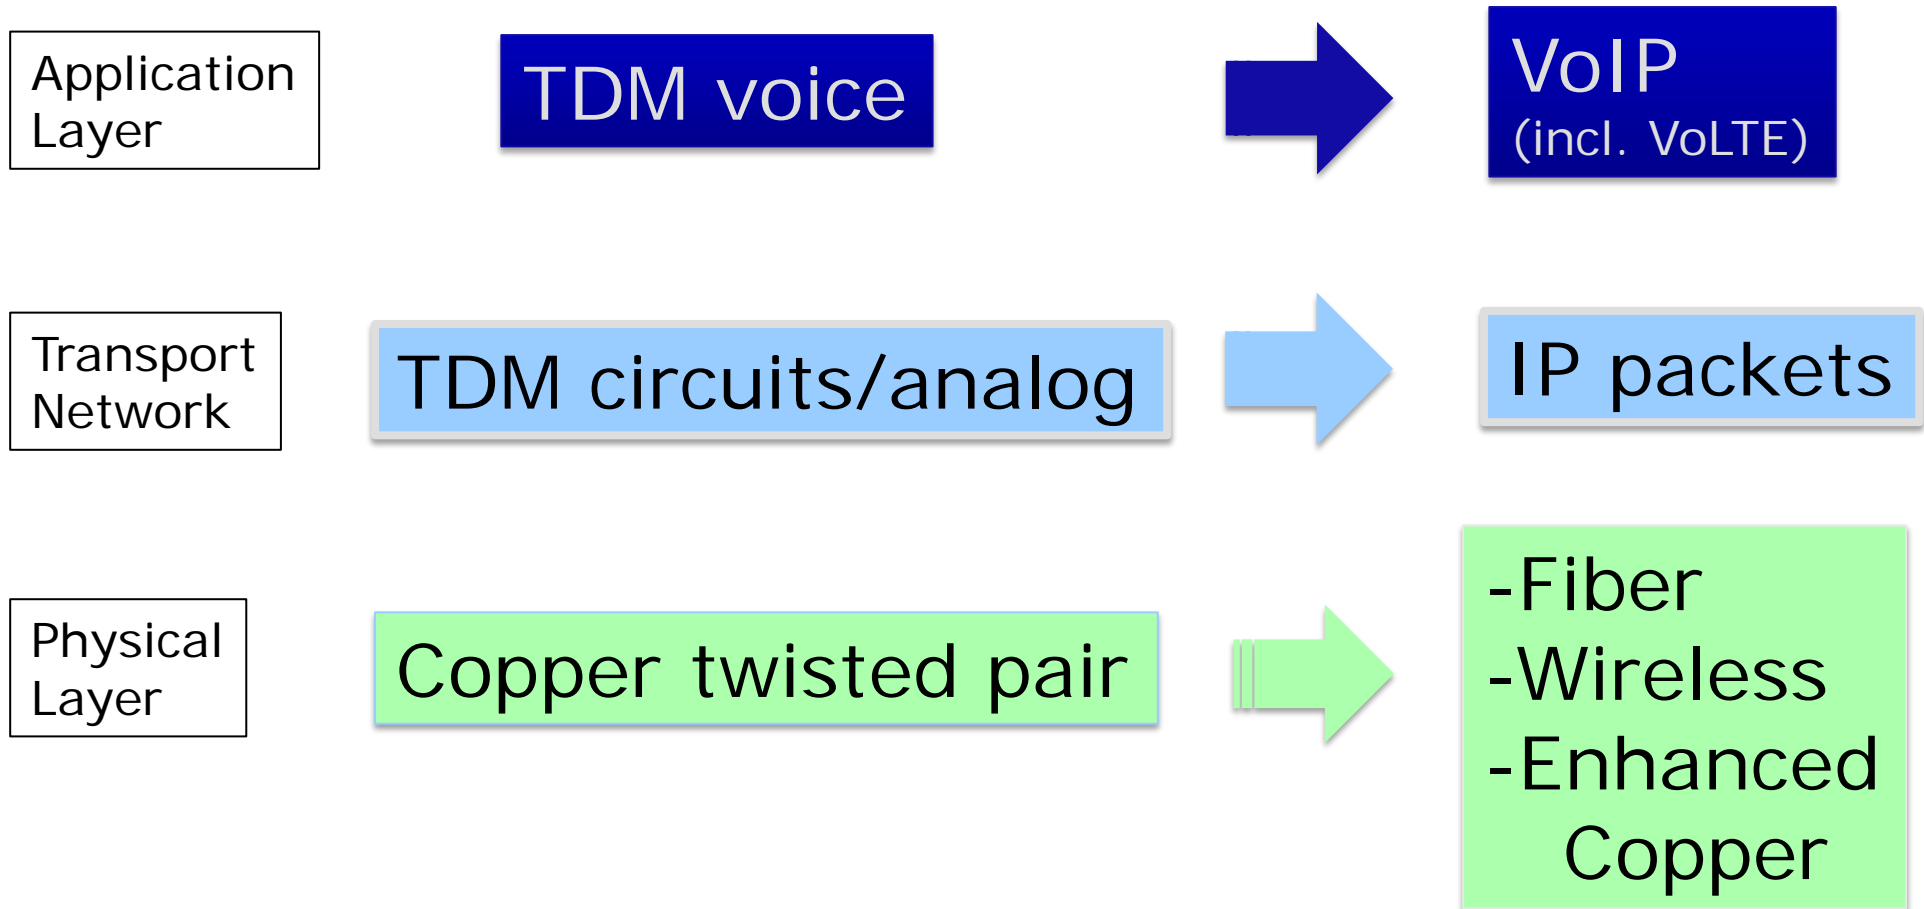 Application
Layer
TDM voice
VoIP
(incl. VoLTE)
Transport
Network
TDM circuits/analog
IP packets
Physical
Layer
Copper twisted pair
-Fiber
-Wireless
-Enhanced
Copper